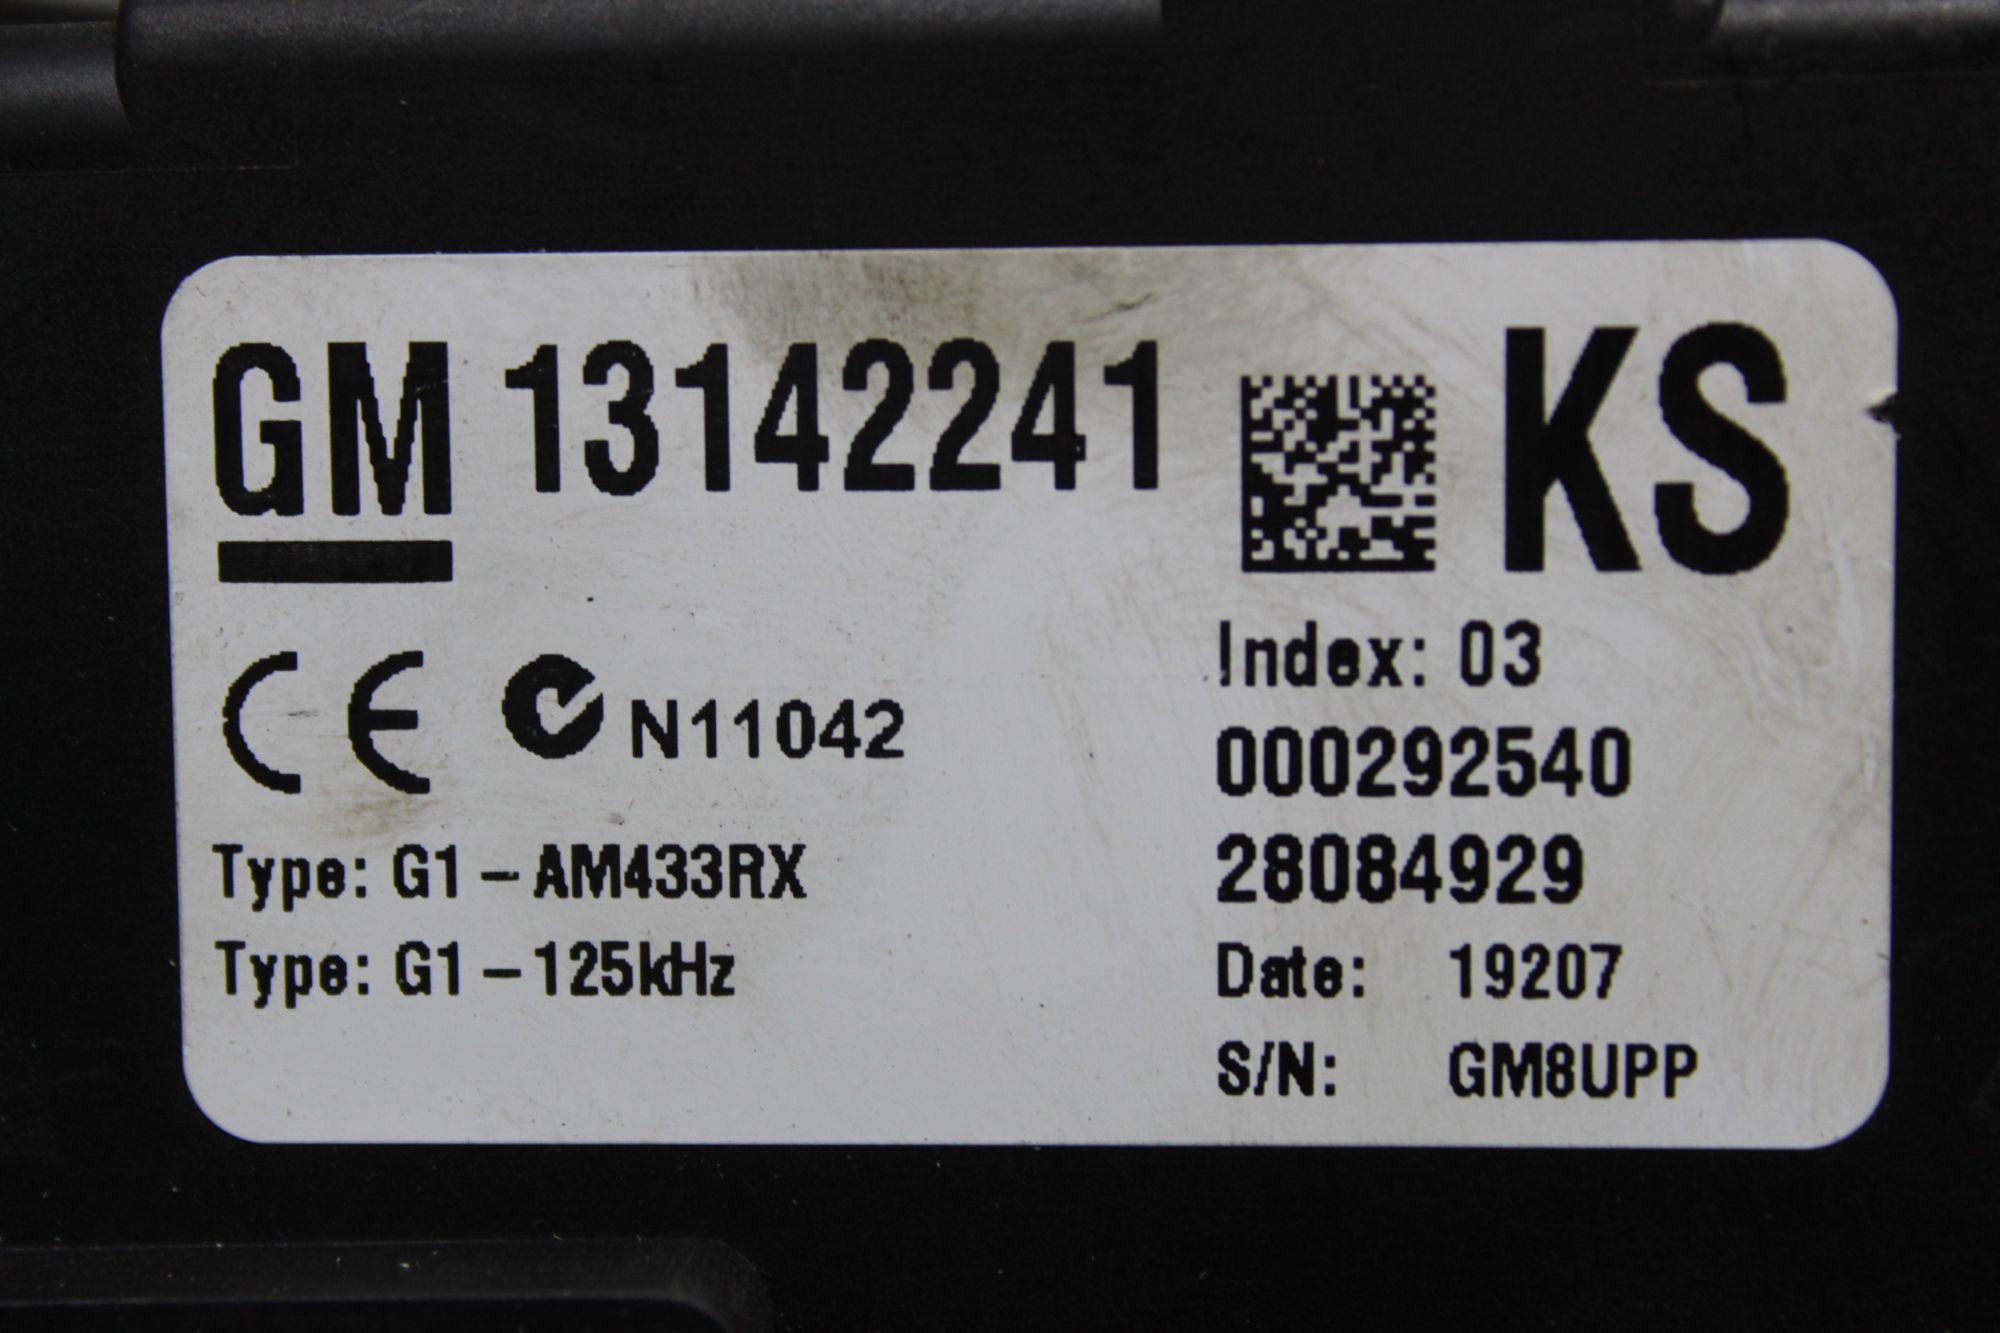 GM 13142241 KS
CE N11042
Type: G1-AM433RX
Type: G1-125kHz
Index: 03
000292540
28084929
Date: 19207
S/N: GM8UPP